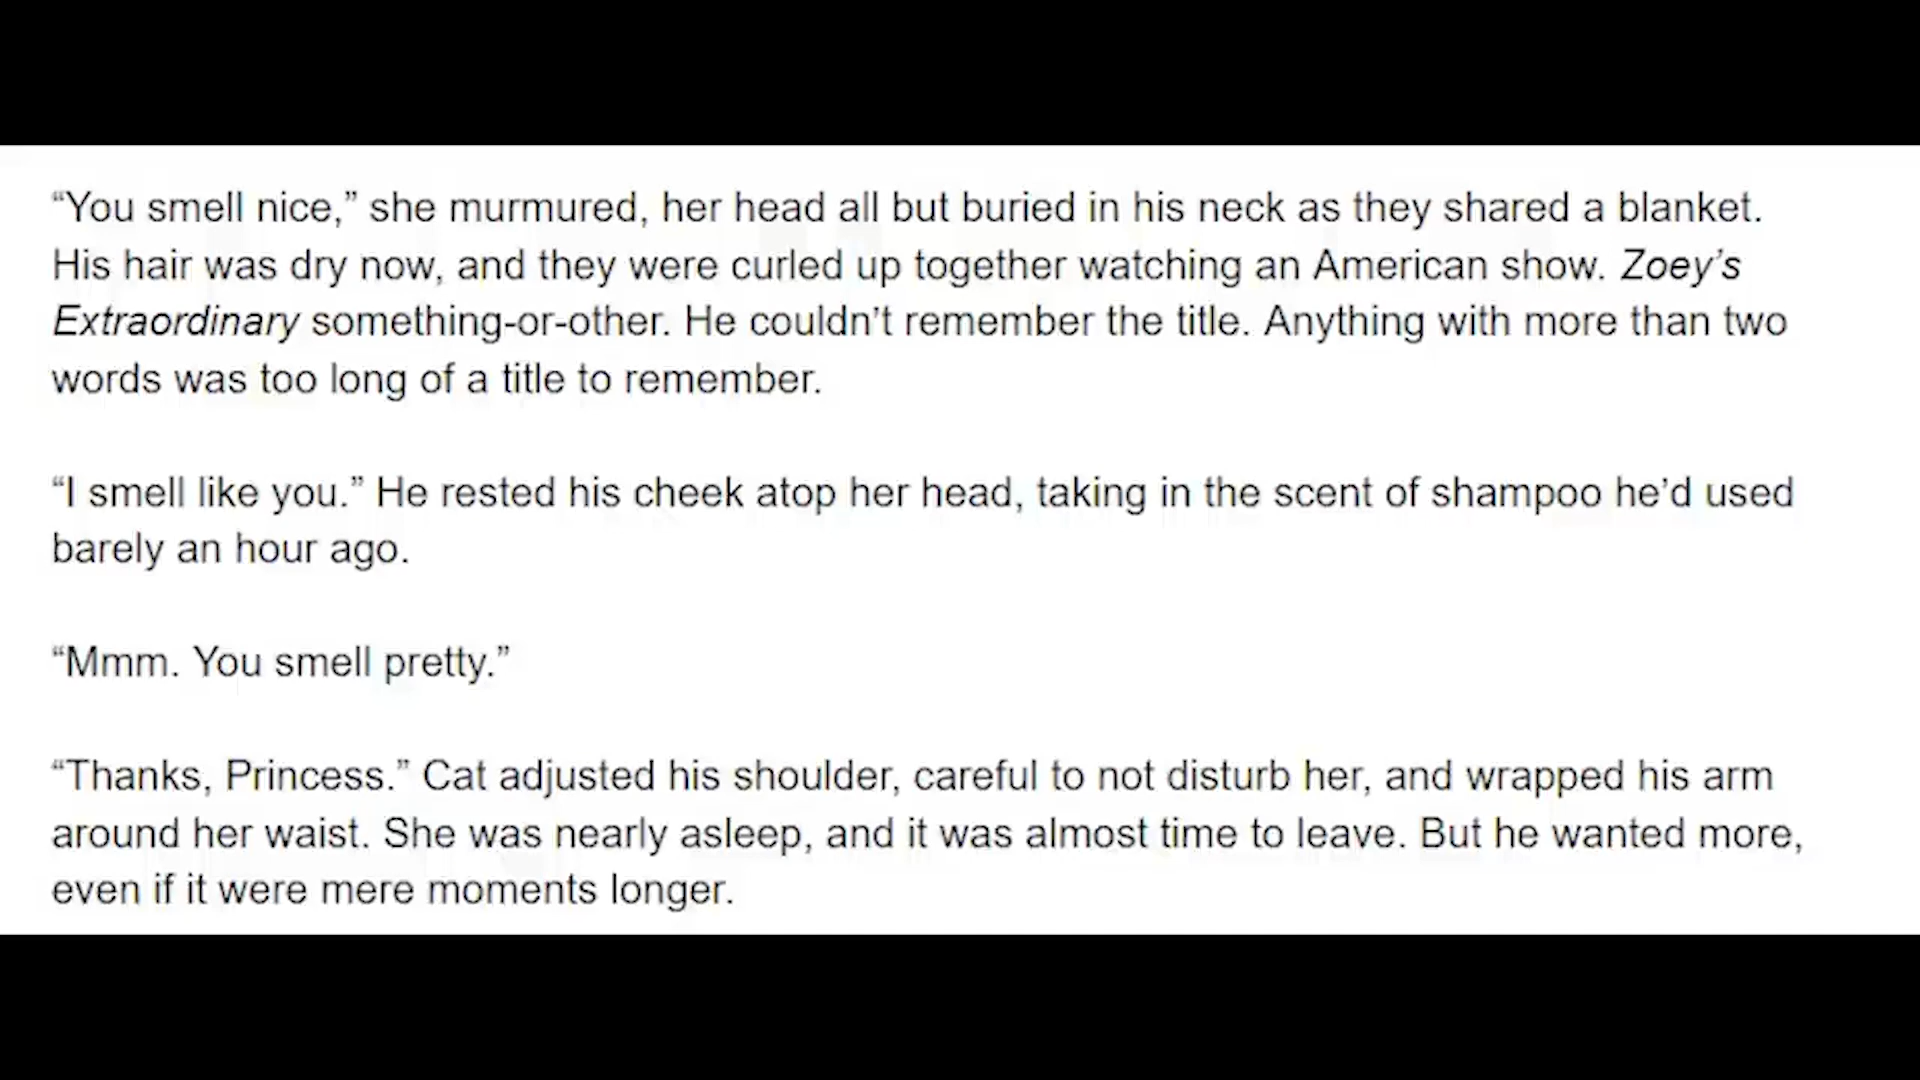 “You smell nice,” she murmured, her head all but buried in his neck as they shared a blanket.
His hair was dry now, and they were curled up together watching an American show. Zoey’s
Extraordinary something-or-other. He couldn’t remember the title. Anything with more than two
words was too long of a title to remember.
“I smell like you.” He rested his cheek atop her head, taking in the scent of shampoo he’d used
barely an hour ago.
“Mmm. You smell pretty.”
“Thanks, Princess.” Cat adjusted his shoulder, careful to not disturb her, and wrapped his arm
around her waist. She was nearly asleep, and it was almost time to leave. But he wanted more,
even if it were mere moments longer.